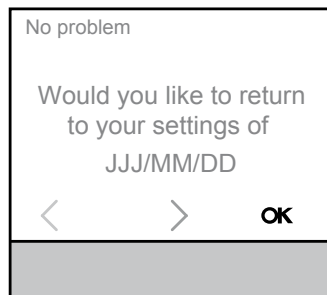 No problem
Would you like to return
to your settings of
JJJ/MM/DD
< > OK